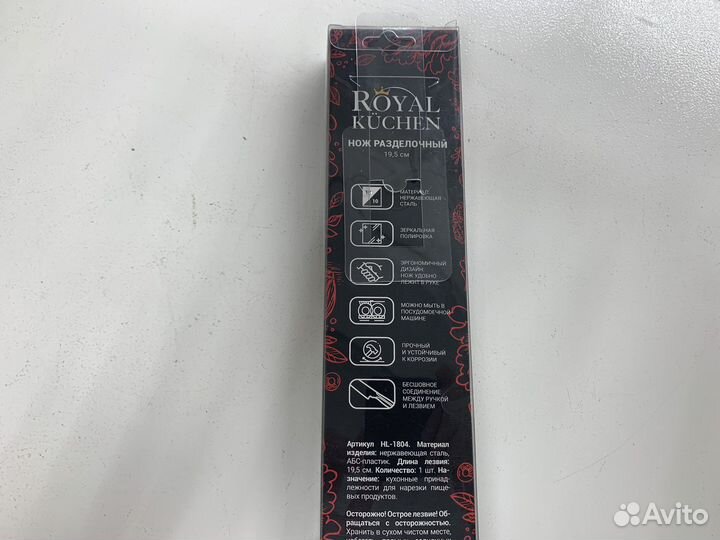 ROYAL
KÜCHEN
НОЖ РАЗДЕЛОЧНЫЙ
19,5 см
МАТЕРИАЛ:
НЕРЖАВЕЮЩАЯ
СТАЛЬ
10
ЗЕРКАЛЬНАЯ
ПОЛИРОВКА
ЭРГОНОМИЧНЫЙ
ДИЗАЙН:
НОЖ УДОБНО
ЛЕЖИТ В РУКЕ
МОЖНО МЫТЬ В
ПОСУДОМОЕЧНОЙ
МАШИНЕ
ПРОЧНЫЙ
И УСТОЙЧИВЫЙ
К КОРРОЗИИ
БЕСШОВНОЕ
СОЕДИНЕНИЕ
МЕЖДУ РУЧКОЙ
И ЛЕЗВИЕМ
Артикул HL-1804. Материал
изделия: нержавеющая сталь,
АБС-пластик. Длина лезвия:
19,5 см. Количество: 1 шт. На-
значение: кухонные принад-
лежности для нарезки пище-
вых продуктов.
Осторожно! Острое лезвие! Об-
ращаться с осторожностью.
Хранить в сухом чистом месте,
Avito